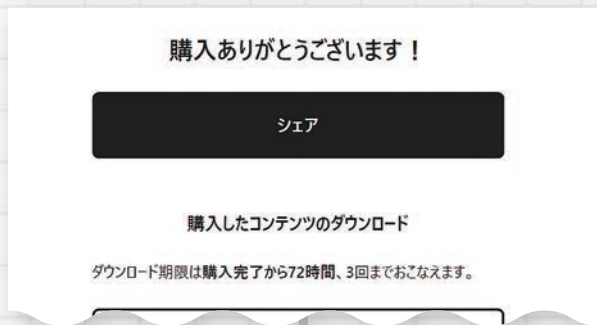 購入ありがとうございます！
シェア
購入したコンテンツのダウンロード
ダウンロード期限は購入完了から72時間、3回までおこなえます。